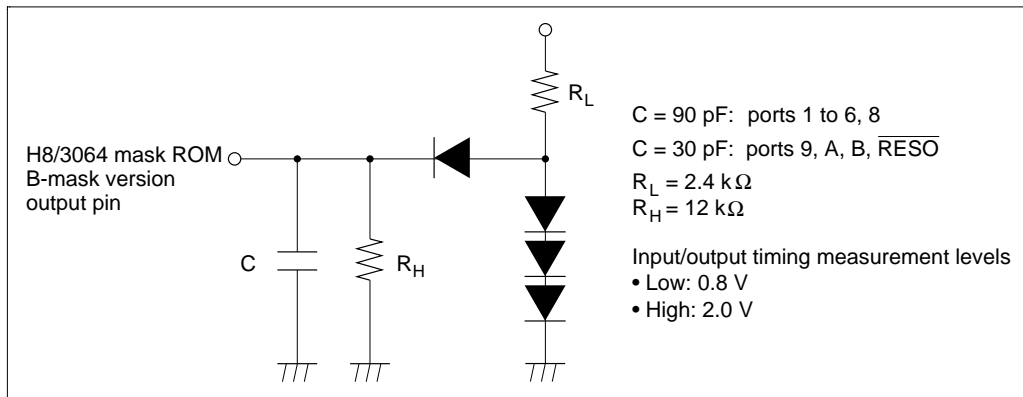 R_L
H8/3064 mask ROM
B-mask version
output pin
C
R_H
C = 90 pF: ports 1 to 6, 8
C = 30 pF: ports 9, A, B, R̅E̅S̅O̅
R_L = 2.4 kΩ
R_H = 12 kΩ
Input/output timing measurement levels
• Low: 0.8 V
• High: 2.0 V